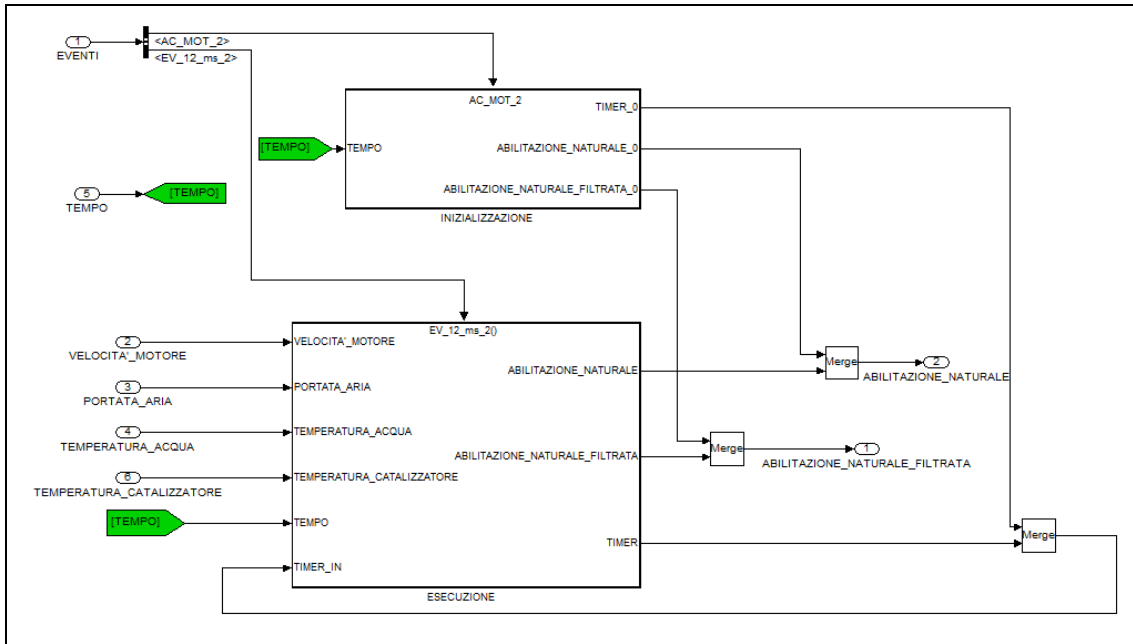 1
EVENTI
<AC_MOT_2>
<EV_12_ms_2>
AC_MOT_2
TIMER_0
[TEMPO]
TEMPO
ABILITAZIONE_NATURALE_0
ABILITAZIONE_NATURALE_FILTRATA_0
INIZIALIZZAZIONE
5
TEMPO
[TEMPO]
EV_12_ms_2()
2
VELOCITA'_MOTORE
VELOCITA'_MOTORE
3
PORTATA_ARIA
PORTATA_ARIA
4
TEMPERATURA_ACQUA
TEMPERATURA_ACQUA
6
TEMPERATURA_CATALIZZATORE
TEMPERATURA_CATALIZZATORE
[TEMPO]
TEMPO
TIMER_IN
ABILITAZIONE_NATURALE
ABILITAZIONE_NATURALE_FILTRATA
TIMER
ESECUZIONE
Merge
2
ABILITAZIONE_NATURALE
Merge
1
ABILITAZIONE_NATURALE_FILTRATA
Merge